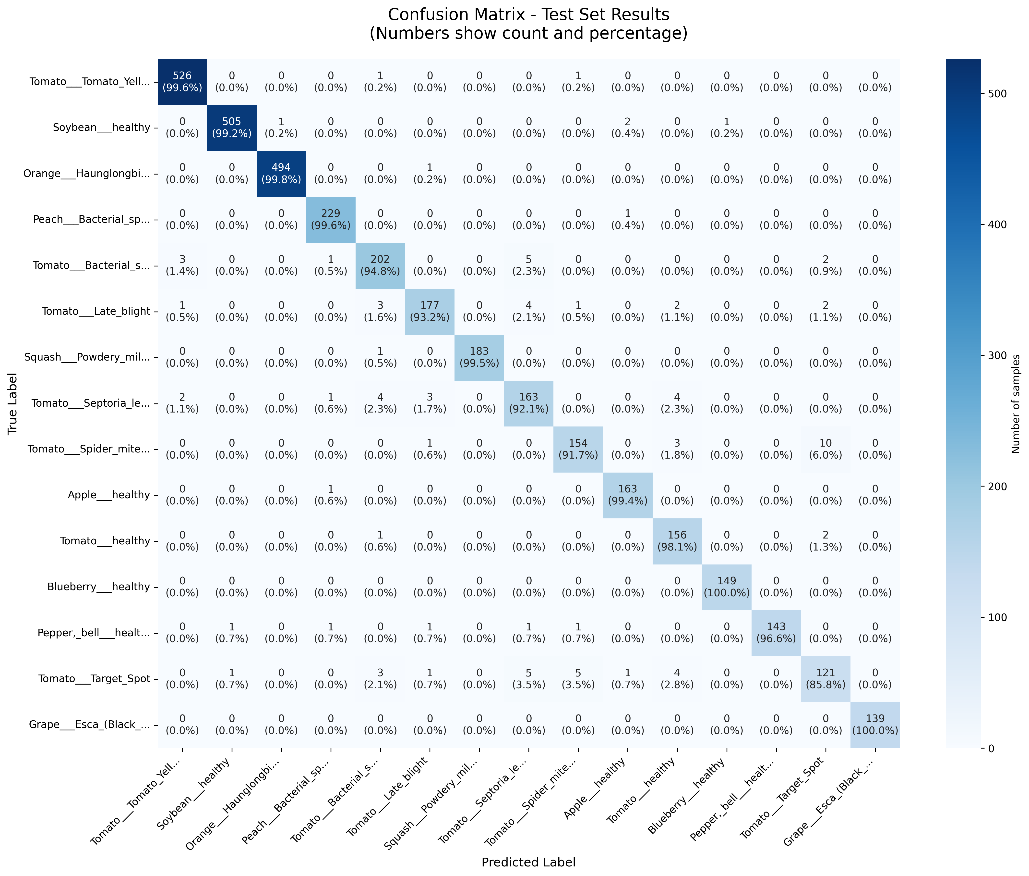 Confusion Matrix - Test Set Results
(Numbers show count and percentage)
Tomato___Tomato_Yell...
526 0 0 0 1 0 0 0 1 0 0 0 0 0 0
(99.6%) (0.0%) (0.0%) (0.0%) (0.2%) (0.0%) (0.0%) (0.0%) (0.2%) (0.0%) (0.0%) (0.0%) (0.0%) (0.0%) (0.0%)
Soybean___healthy
0 505 1 0 0 0 0 0 0 2 0 1 0 0 0
(0.0%) (99.2%) (0.2%) (0.0%) (0.0%) (0.0%) (0.0%) (0.0%) (0.0%) (0.4%) (0.0%) (0.2%) (0.0%) (0.0%) (0.0%)
Orange___Haunglongbi...
0 0 494 0 0 1 0 0 0 0 0 0 0 0 0
(0.0%) (0.0%) (99.8%) (0.0%) (0.0%) (0.2%) (0.0%) (0.0%) (0.0%) (0.0%) (0.0%) (0.0%) (0.0%) (0.0%) (0.0%)
Peach___Bacterial_sp...
0 0 0 229 0 0 0 0 0 1 0 0 0 0 0
(0.0%) (0.0%) (0.0%) (99.6%) (0.0%) (0.0%) (0.0%) (0.0%) (0.0%) (0.4%) (0.0%) (0.0%) (0.0%) (0.0%) (0.0%)
Tomato___Bacterial_s...
3 0 0 1 202 0 0 5 0 0 0 0 0 2 0
(1.4%) (0.0%) (0.0%) (0.5%) (94.8%) (0.0%) (0.0%) (2.3%) (0.0%) (0.0%) (0.0%) (0.0%) (0.0%) (0.9%) (0.0%)
Tomato___Late_blight
1 0 0 0 3 177 0 4 1 0 2 0 0 2 0
(0.5%) (0.0%) (0.0%) (0.0%) (1.6%) (93.2%) (0.0%) (2.1%) (0.5%) (0.0%) (1.1%) (0.0%) (0.0%) (1.1%) (0.0%)
Squash___Powdery_mil...
0 0 0 0 1 0 183 0 0 0 0 0 0 0 0
(0.0%) (0.0%) (0.0%) (0.0%) (0.5%) (0.0%) (99.5%) (0.0%) (0.0%) (0.0%) (0.0%) (0.0%) (0.0%) (0.0%) (0.0%)
Tomato___Septoria_le...
2 0 0 1 4 3 0 163 0 0 4 0 0 0 0
(1.1%) (0.0%) (0.0%) (0.6%) (2.3%) (1.7%) (0.0%) (92.1%) (0.0%) (0.0%) (2.3%) (0.0%) (0.0%) (0.0%) (0.0%)
Tomato___Spider_mite...
0 0 0 0 0 1 0 0 154 0 3 0 0 10 0
(0.0%) (0.0%) (0.0%) (0.0%) (0.0%) (0.6%) (0.0%) (0.0%) (91.7%) (0.0%) (1.8%) (0.0%) (0.0%) (6.0%) (0.0%)
Apple___healthy
0 0 0 1 0 0 0 0 0 163 0 0 0 0 0
(0.0%) (0.0%) (0.0%) (0.6%) (0.0%) (0.0%) (0.0%) (0.0%) (0.0%) (99.4%) (0.0%) (0.0%) (0.0%) (0.0%) (0.0%)
Tomato___healthy
0 0 0 0 1 0 0 0 0 0 156 0 0 2 0
(0.0%) (0.0%) (0.0%) (0.0%) (0.6%) (0.0%) (0.0%) (0.0%) (0.0%) (0.0%) (98.1%) (0.0%) (0.0%) (1.3%) (0.0%)
Blueberry___healthy
0 0 0 0 0 0 0 0 0 0 0 149 0 0 0
(0.0%) (0.0%) (0.0%) (0.0%) (0.0%) (0.0%) (0.0%) (0.0%) (0.0%) (0.0%) (0.0%) (100.0%) (0.0%) (0.0%) (0.0%)
Pepper,_bell___healt...
0 1 0 1 0 1 0 1 1 0 0 0 143 0 0
(0.0%) (0.7%) (0.0%) (0.7%) (0.0%) (0.7%) (0.0%) (0.7%) (0.7%) (0.0%) (0.0%) (0.0%) (96.6%) (0.0%) (0.0%)
Tomato___Target_Spot
0 1 0 0 3 1 0 5 5 1 4 0 0 121 0
(0.0%) (0.7%) (0.0%) (0.0%) (2.1%) (0.7%) (0.0%) (3.5%) (3.5%) (0.7%) (2.8%) (0.0%) (0.0%) (85.8%) (0.0%)
Grape___Esca_(Black_...
0 0 0 0 0 0 0 0 0 0 0 0 0 0 139
(0.0%) (0.0%) (0.0%) (0.0%) (0.0%) (0.0%) (0.0%) (0.0%) (0.0%) (0.0%) (0.0%) (0.0%) (0.0%) (0.0%) (100.0%)
True Label
Tomato___Tomato_Yell...
Soybean___healthy
Orange___Haunglongbi...
Peach___Bacterial_sp...
Tomato___Bacterial_s...
Tomato___Late_blight
Squash___Powdery_mil...
Tomato___Septoria_le...
Tomato___Spider_mite...
Apple___healthy
Tomato___healthy
Blueberry___healthy
Pepper,_bell___healt...
Tomato___Target_Spot
Grape___Esca_(Black_...
Predicted Label
500
400
300
200
100
0
Number of samples